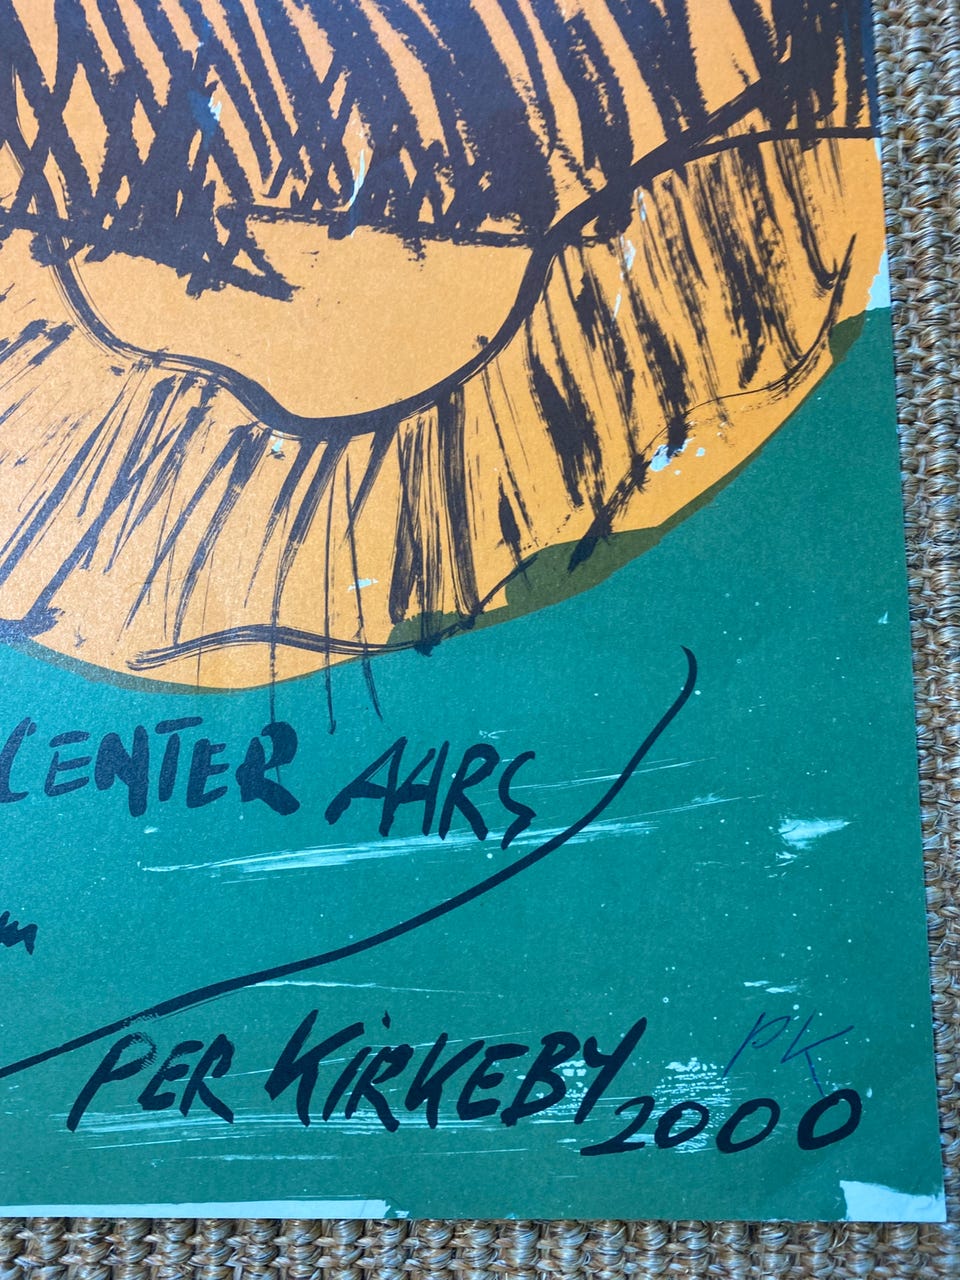 CENTER AARS
PER KIRKEBY
PK
2000